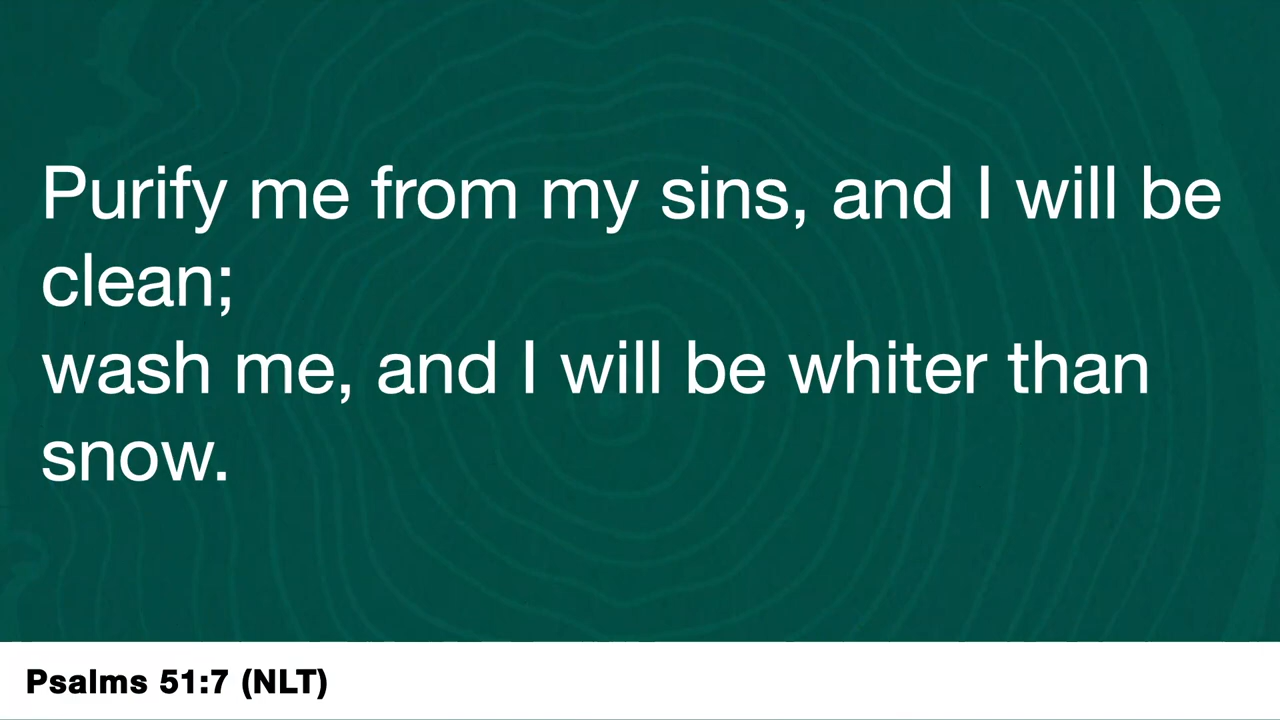 Purify me from my sins, and I will be
clean;
wash me, and I will be whiter than
snow.
Psalms 51:7 (NLT)